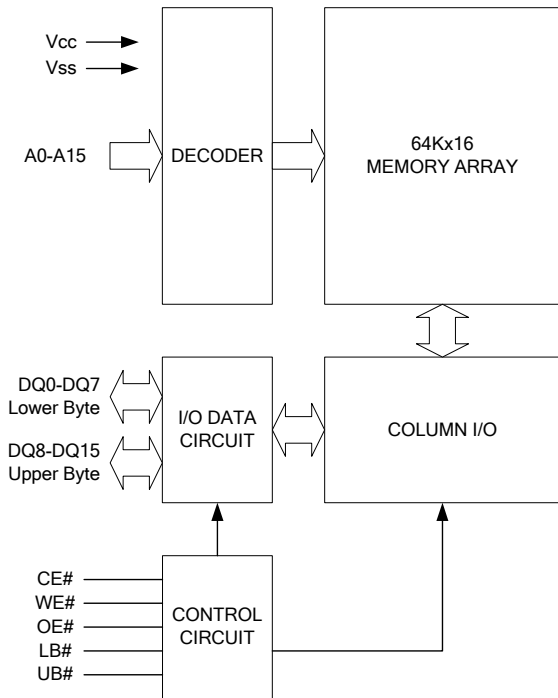 Vcc
Vss
A0-A15
DECODER
64Kx16
MEMORY ARRAY
DQ0-DQ7
Lower Byte
DQ8-DQ15
Upper Byte
I/O DATA
CIRCUIT
COLUMN I/O
CE#
WE#
OE#
LB#
UB#
CONTROL
CIRCUIT